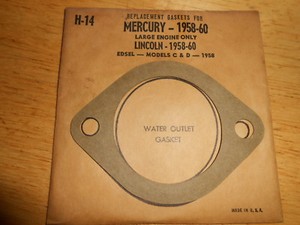 H-14
REPLACEMENT GASKETS FOR
MERCURY - 1958-60
LARGE ENGINE ONLY
LINCOLN - 1958-60
EDSEL — MODELS C & D — 1958
WATER OUTLET
GASKET
MADE IN U.S.A.